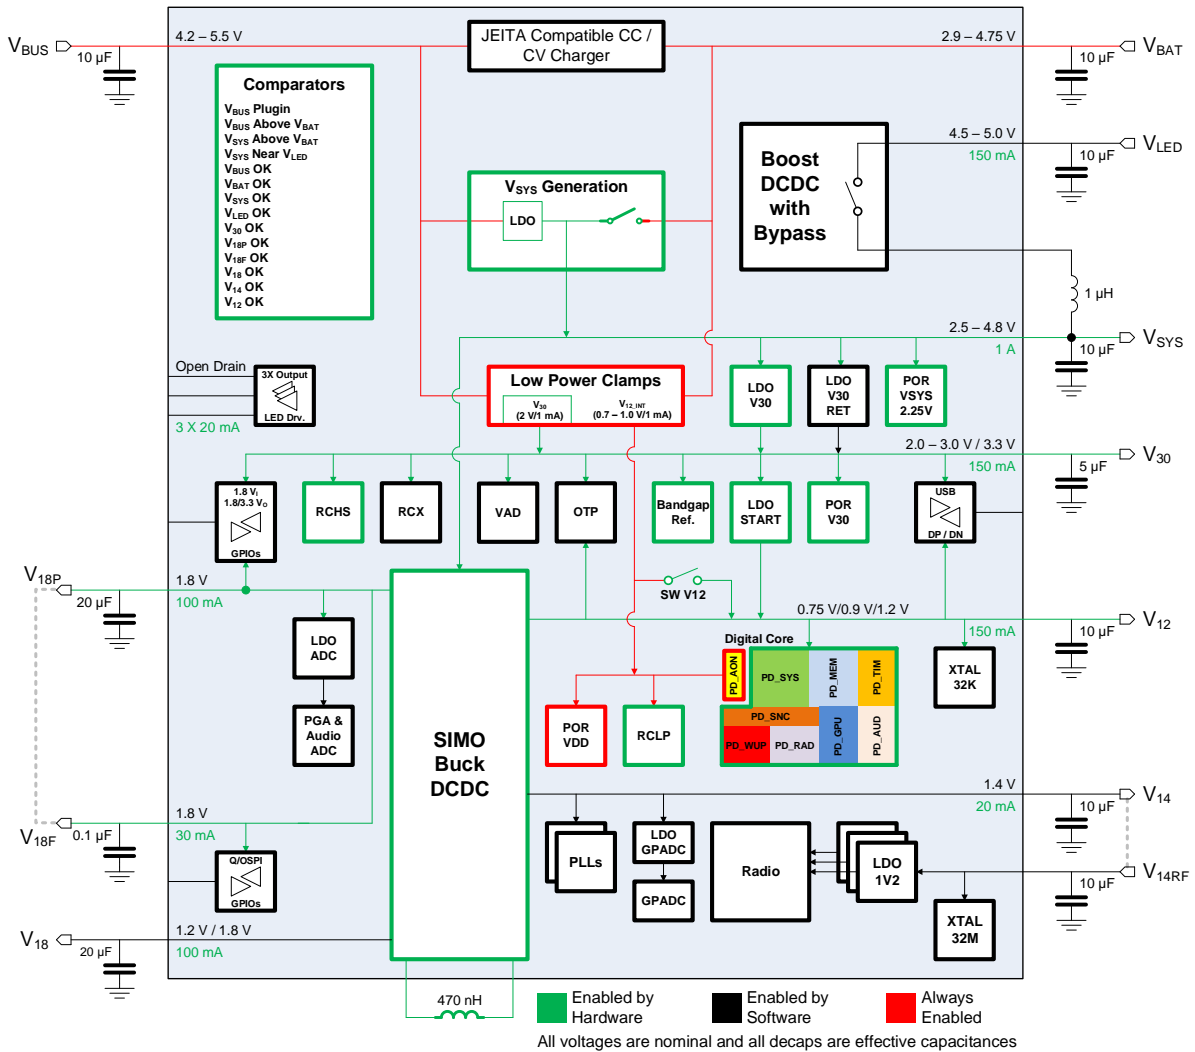 VBUS
4.2 – 5.5 V
10 µF
JEITA Compatible CC /
CV Charger
2.9 – 4.75 V
VBAT
10 µF
Comparators
VBUS Plugin
VBUS Above VBAT
VSYS Above VBAT
VSYS Near VLED
VBUS OK
VBAT OK
VSYS OK
VLED OK
V30 OK
V18P OK
V18F OK
V18 OK
V14 OK
V12 OK
VSYS Generation
LDO
Boost
DCDC
with
Bypass
4.5 – 5.0 V
150 mA
VLED
10 µF
1 µH
2.5 – 4.8 V
1 A
VSYS
10 µF
Open Drain
3X Output
LED Drv.
3 X 20 mA
Low Power Clamps
V30
(2 V/1 mA)
V12_INT
(0.7 – 1.0 V/1 mA)
LDO
V30
LDO
V30
RET
POR
VSYS
2.25V
2.0 – 3.0 V / 3.3 V
150 mA
V30
5 µF
1.8 VI
1.8/3.3 VO
GPIOs
RCHS
RCX
VAD
OTP
Bandgap
Ref.
LDO
START
POR
V30
USB
DP / DN
V18P
1.8 V
100 mA
20 µF
SW V12
0.75 V/0.9 V/1.2 V
150 mA
V12
10 µF
LDO
ADC
PGA &
Audio
ADC
SIMO
Buck
DCDC
Digital Core
PD_AON
PD_SYS
PD_MEM
PD_TIM
PD_SNC
PD_WUP
PD_RAD
PD_GPU
PD_AUD
XTAL
32K
POR
VDD
RCLP
1.4 V
20 mA
V14
10 µF
V18F
1.8 V
30 mA
0.1 µF
Q/OSPI
GPIOs
PLLs
LDO
GPADC
GPADC
Radio
LDO
1V2
V14RF
10 µF
XTAL
32M
V18
1.2 V / 1.8 V
100 mA
20 µF
470 nH
Enabled by
Hardware
Enabled by
Software
Always
Enabled
All voltages are nominal and all decaps are effective capacitances